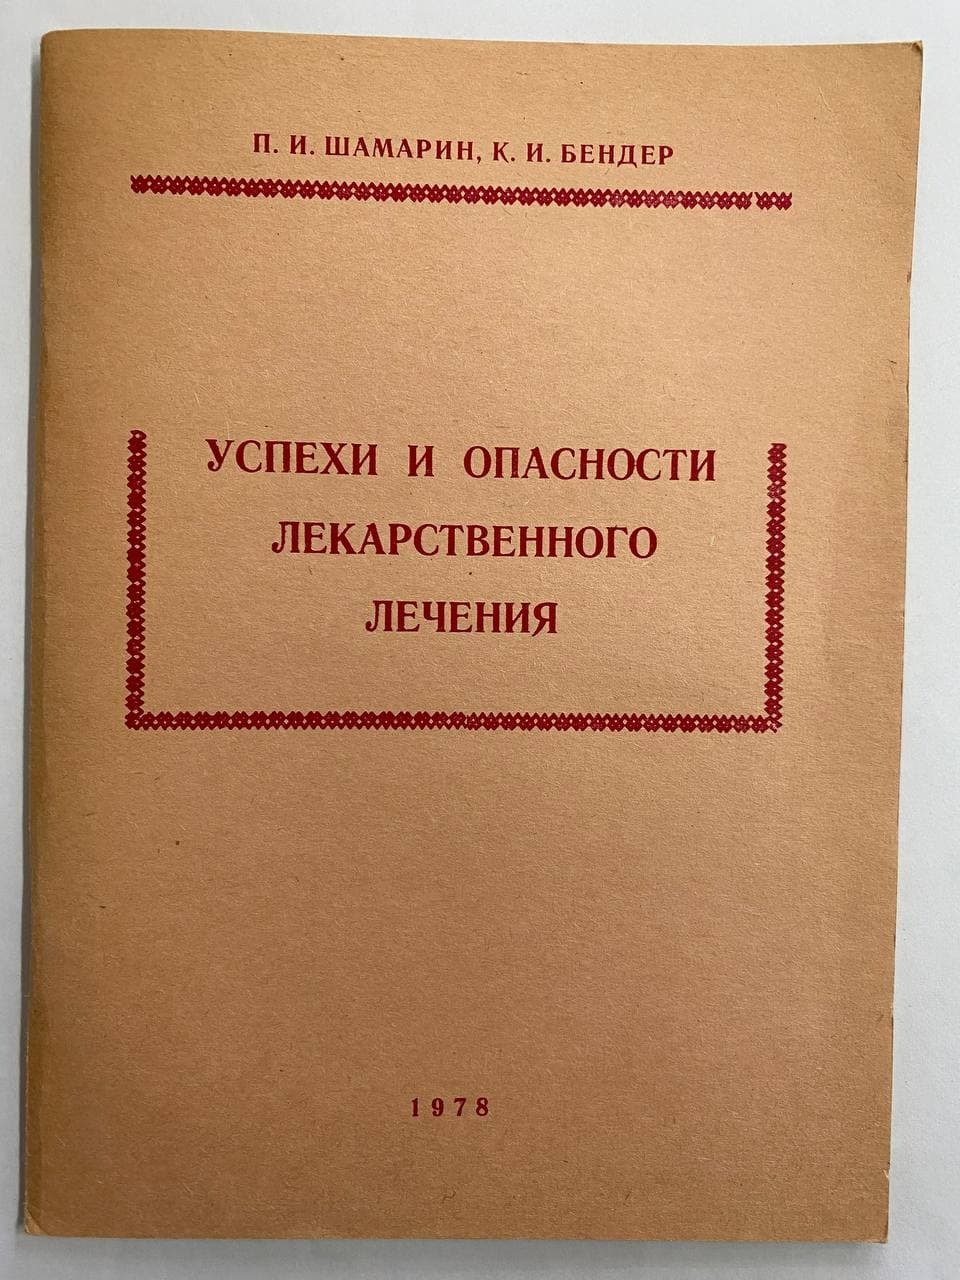 П. И. ШАМАРИН, К. И. БЕНДЕР
УСПЕХИ И ОПАСНОСТИ
ЛЕКАРСТВЕННОГО
ЛЕЧЕНИЯ
1978